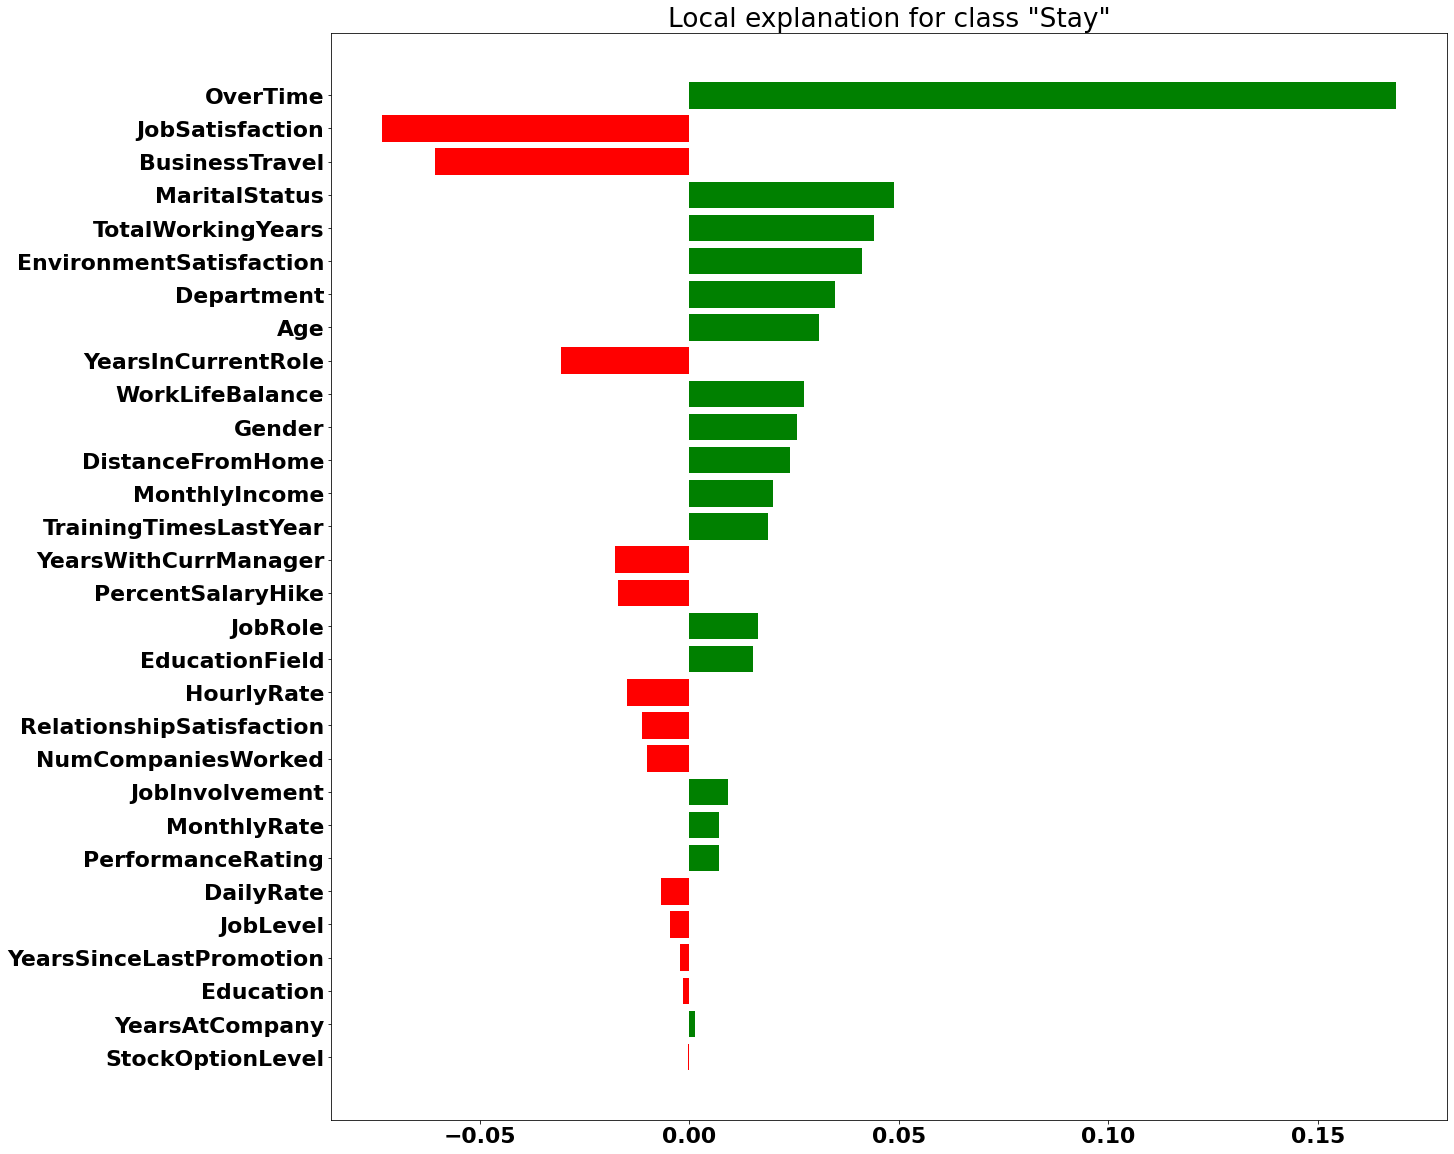 Local explanation for class "Stay"
OverTime
JobSatisfaction
BusinessTravel
MaritalStatus
TotalWorkingYears
EnvironmentSatisfaction
Department
Age
YearsInCurrentRole
WorkLifeBalance
Gender
DistanceFromHome
MonthlyIncome
TrainingTimesLastYear
YearsWithCurrManager
PercentSalaryHike
JobRole
EducationField
HourlyRate
RelationshipSatisfaction
NumCompaniesWorked
JobInvolvement
MonthlyRate
PerformanceRating
DailyRate
JobLevel
YearsSinceLastPromotion
Education
YearsAtCompany
StockOptionLevel
−0.05 0.00 0.05 0.10 0.15